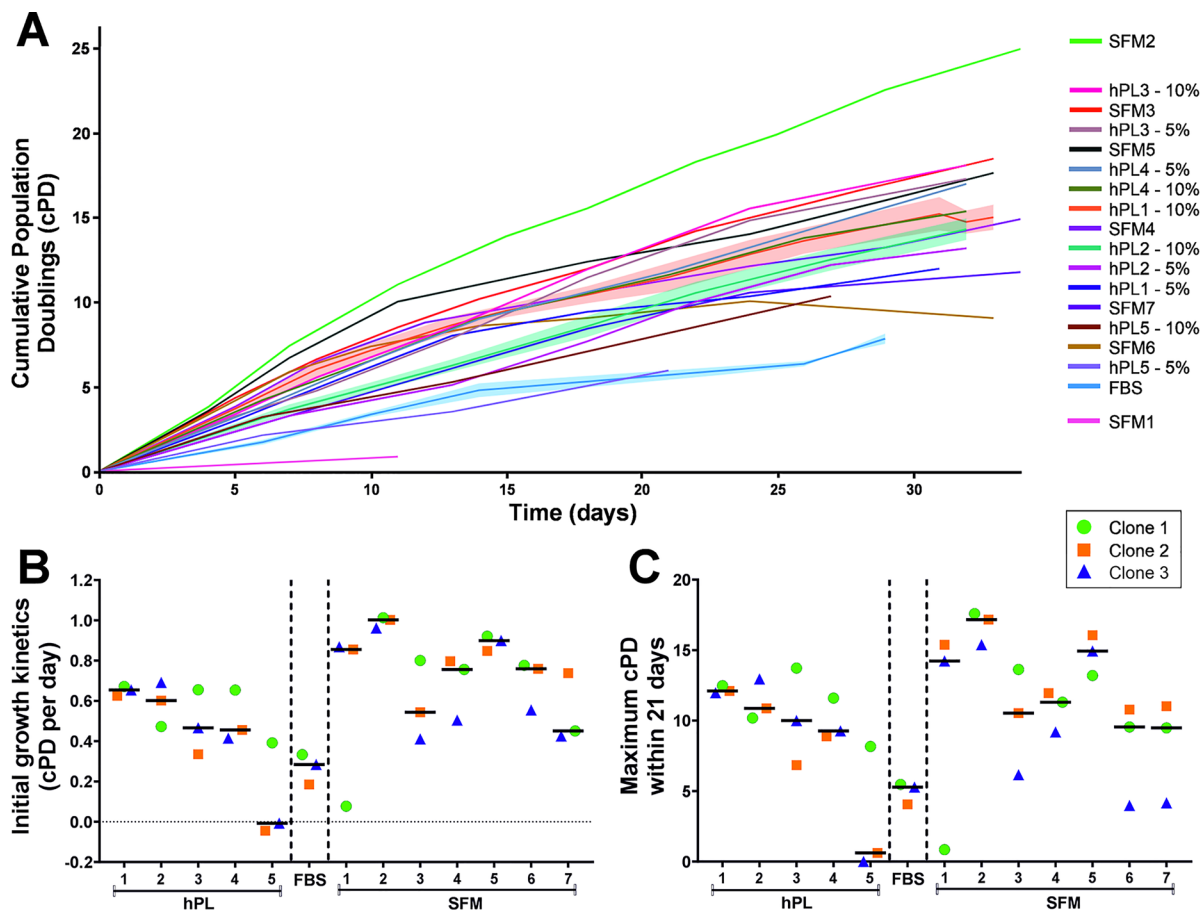 A
Cumulative Population
Doublings (cPD)
25
20
15
10
5
0
0
5
10
15
20
25
30
Time (days)
SFM2
hPL3 - 10%
SFM3
hPL3 - 5%
SFM5
hPL4 - 5%
hPL4 - 10%
hPL1 - 10%
SFM4
hPL2 - 10%
hPL2 - 5%
hPL1 - 5%
SFM7
hPL5 - 10%
SFM6
hPL5 - 5%
FBS
SFM1
Clone 1
Clone 2
Clone 3
B
Initial growth kinetics
(cPD per day)
1.2
1.0
0.8
0.6
0.4
0.2
0.0
-0.2
1 2 3 4 5 FBS 1 2 3 4 5 6 7
hPL SFM
C
Maximum cPD
within 21 days
20
15
10
5
0
1 2 3 4 5 FBS 1 2 3 4 5 6 7
hPL SFM